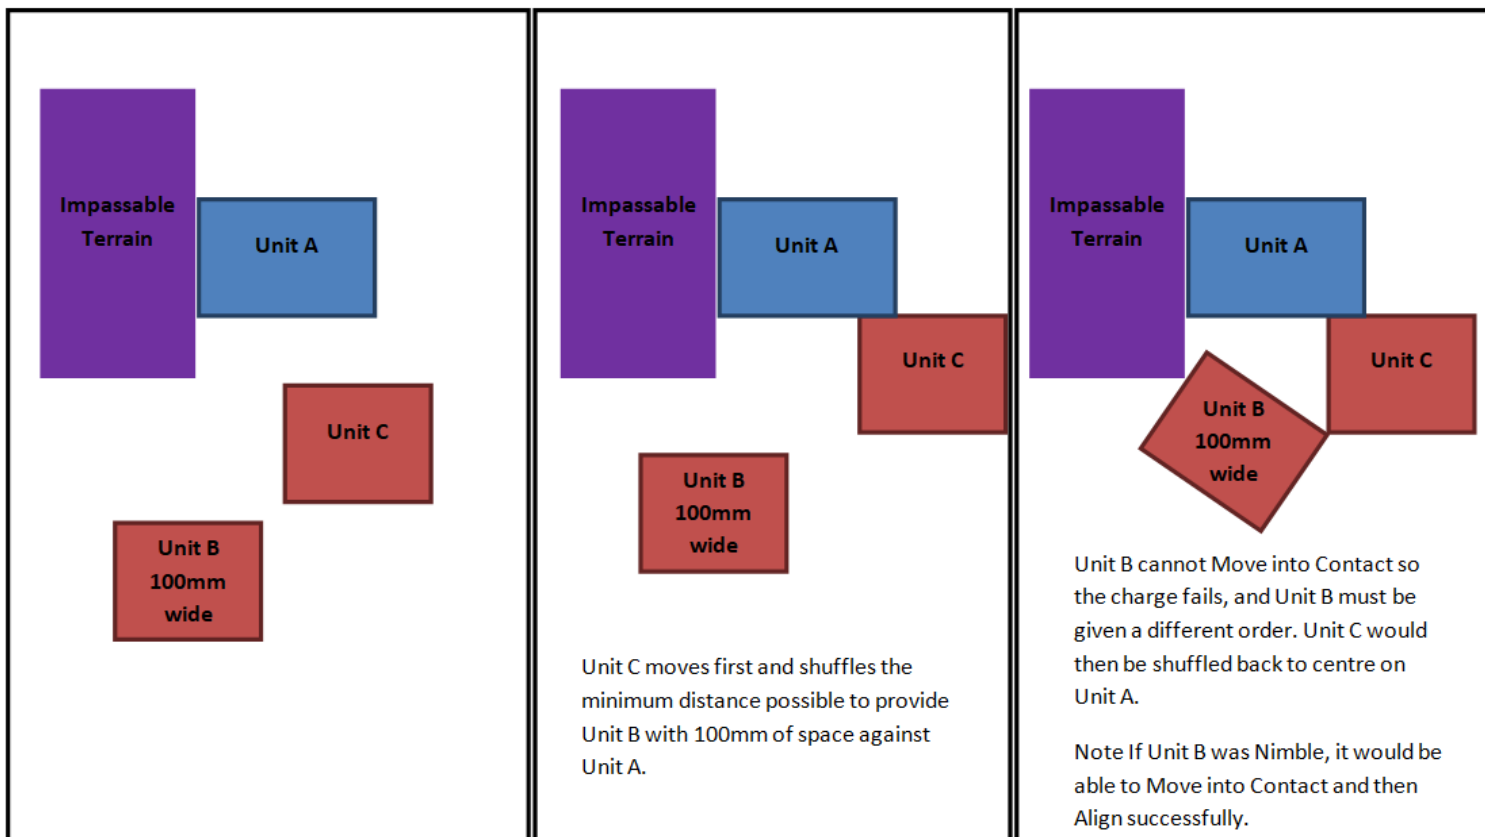 Impassable
Terrain
Unit A
Unit C
Unit B
100mm
wide
Impassable
Terrain
Unit A
Unit C
Unit B
100mm
wide
Unit C moves first and shuffles the
minimum distance possible to provide
Unit B with 100mm of space against
Unit A.
Impassable
Terrain
Unit A
Unit C
Unit B
100mm
wide
Unit B cannot Move into Contact so
the charge fails, and Unit B must be
given a different order. Unit C would
then be shuffled back to centre on
Unit A.
Note If Unit B was Nimble, it would be
able to Move into Contact and then
Align successfully.